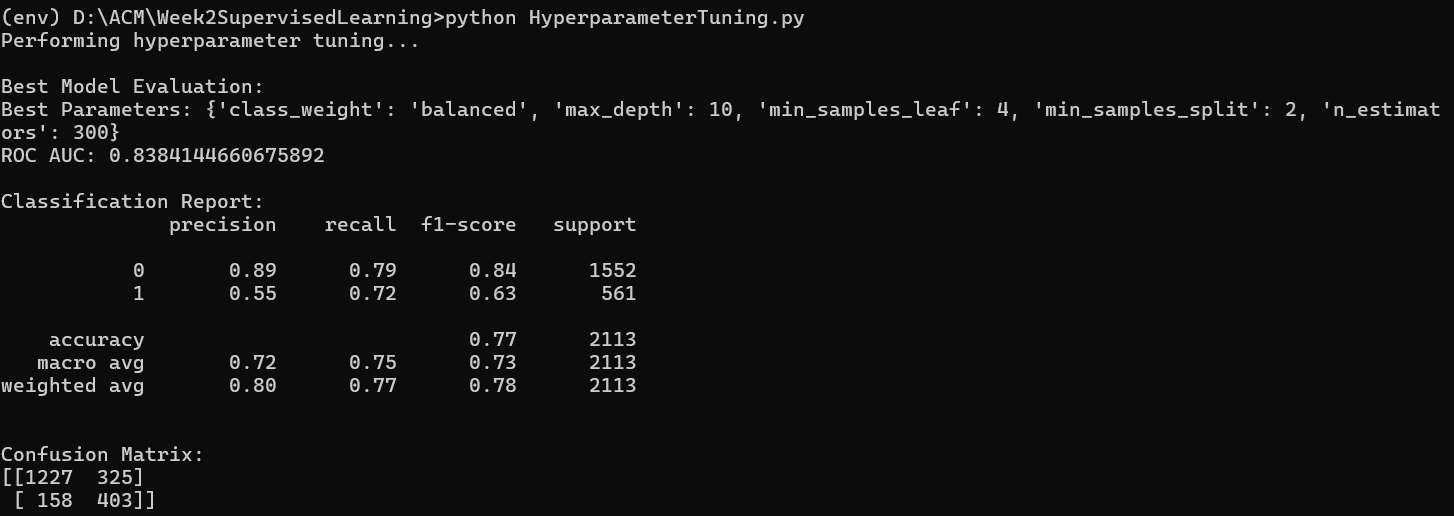 (env) D:\ACM\Week2SupervisedLearning>python HyperparameterTuning.py
Performing hyperparameter tuning...
Best Model Evaluation:
Best Parameters: {'class_weight': 'balanced', 'max_depth': 10, 'min_samples_leaf': 4, 'min_samples_split': 2, 'n_estimat
ors': 300}
ROC AUC: 0.8384144660675892
Classification Report:
              precision    recall  f1-score   support
           0       0.89      0.79      0.84      1552
           1       0.55      0.72      0.63       561
    accuracy                           0.77      2113
   macro avg       0.72      0.75      0.73      2113
weighted avg       0.80      0.77      0.78      2113
Confusion Matrix:
[[1227  325]
 [ 158  403]]